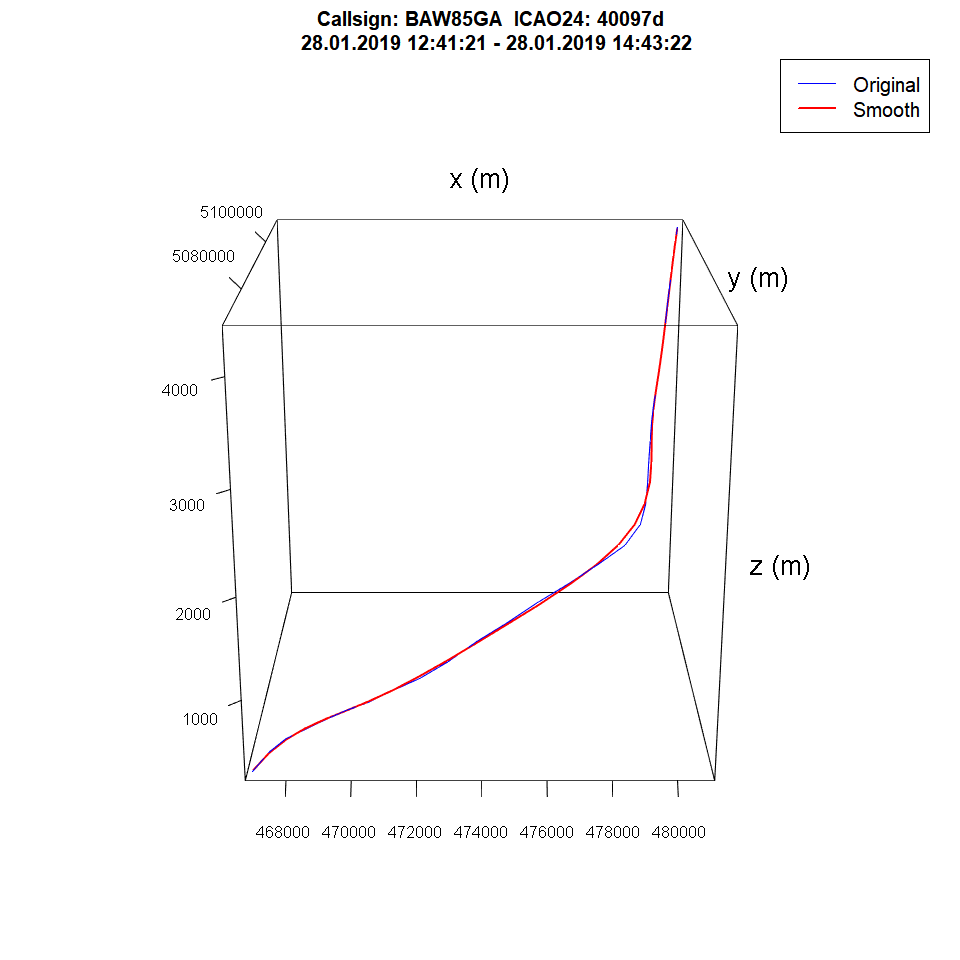 Callsign: BAW85GA  ICAO24: 40097d
28.01.2019 12:41:21 - 28.01.2019 14:43:22
Original
Smooth
x (m)
5100000
5080000
y (m)
4000
3000
z (m)
2000
1000
468000 470000 472000 474000 476000 478000 480000